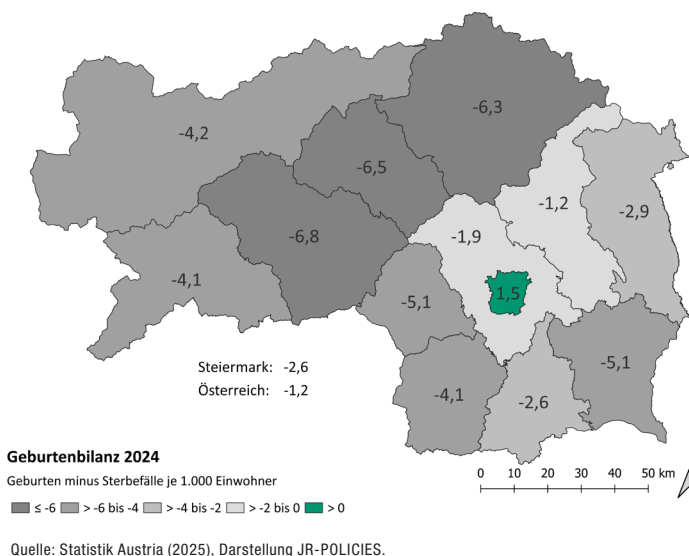 -6,3
-4,2
-6,5
-1,2
-2,9
-6,8
-1,9
-4,1
1,5
-5,1
Steiermark: -2,6
-5,1
Österreich: -1,2
-4,1
-2,6
Geburtenbilanz 2024
Geburten minus Sterbefälle je 1.000 Einwohner
0 10 20 30 40 50 km
≤ -6 > -6 bis -4 > -4 bis -2 > -2 bis 0 > 0
Quelle: Statistik Austria (2025), Darstellung JR-POLICIES.